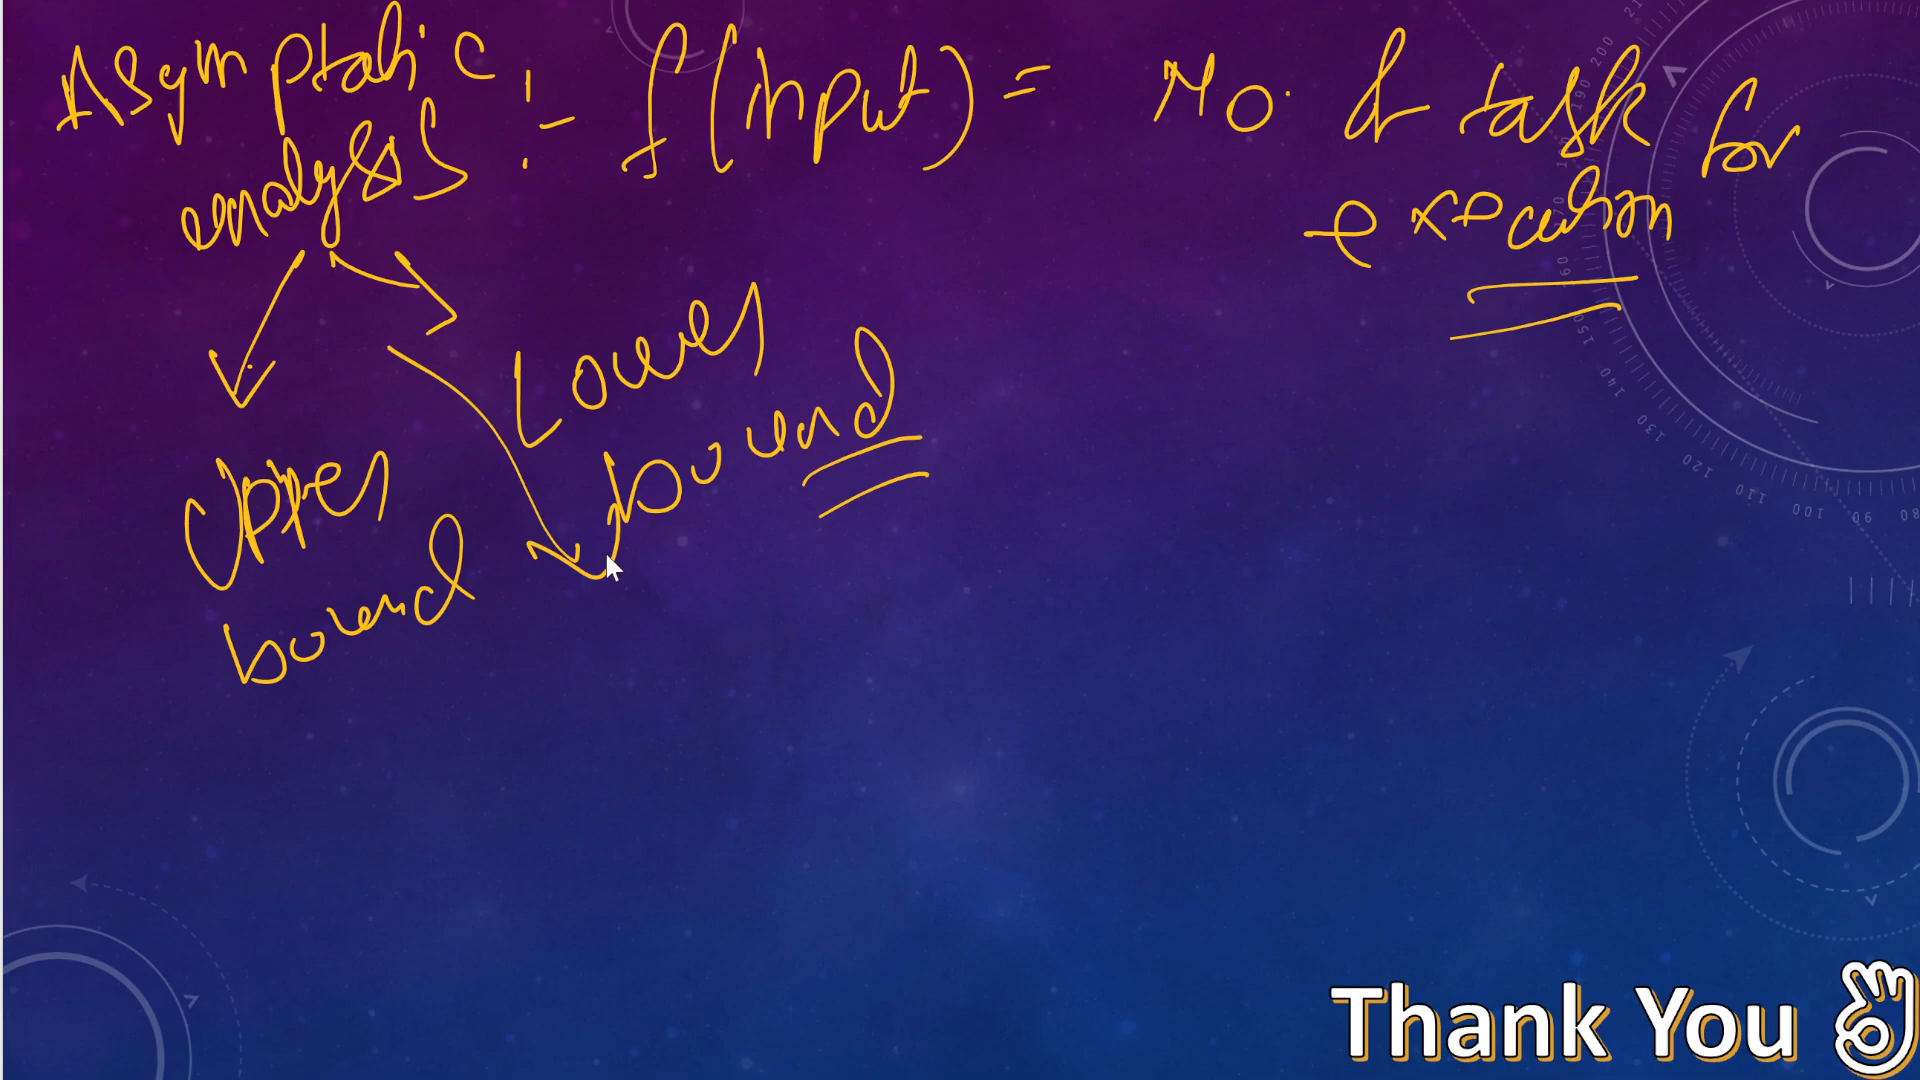 Asymptotic :- f(input) = No. of task for
analysis execution
Lower
bound
Upper
bound
Thank You